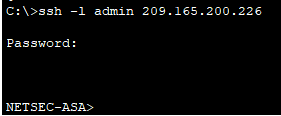 C:\>ssh -l admin 209.165.200.226
Password:
NETSEC-ASA>